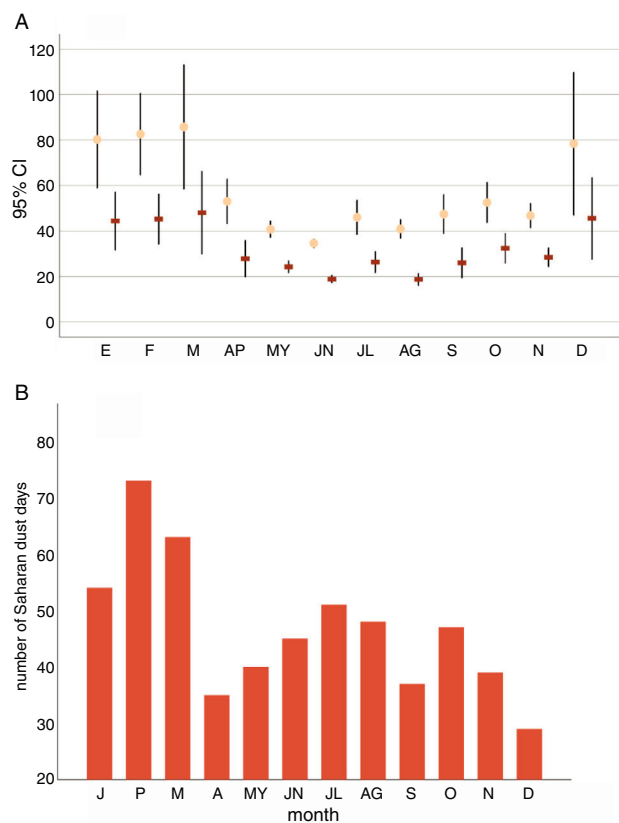 A
120
100
80
60
40
20
0
95% CI
E F M AP MY JN JL AG S O N D
B
80
70
60
50
40
30
20
number of Saharan dust days
J P M A MY JN JL AG S O N D
month